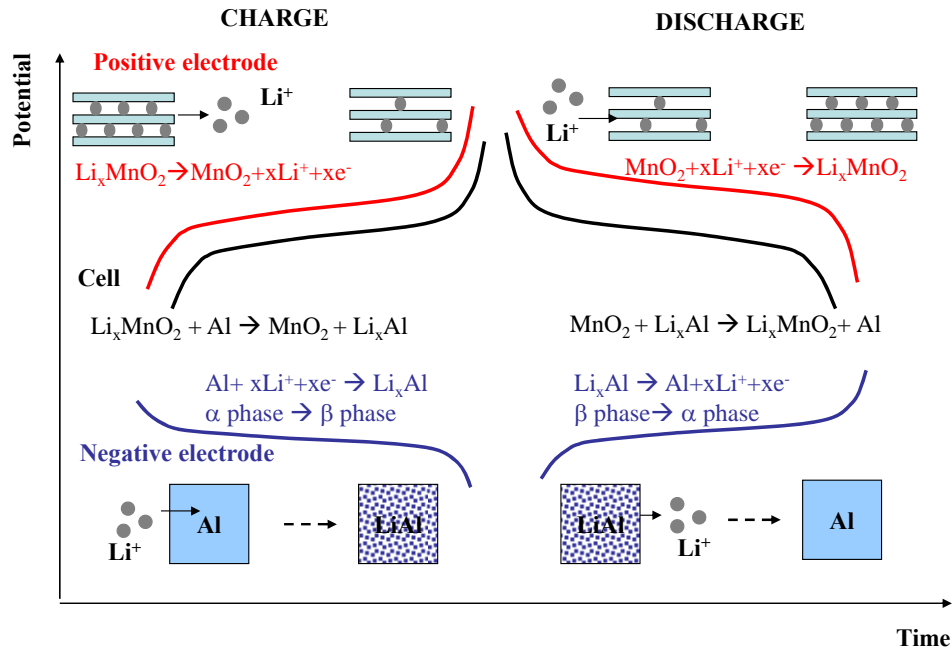 CHARGE
DISCHARGE
Potential
Positive electrode
Li⁺
Li⁺
LiₓMnO₂→MnO₂+xLi⁺+xe⁻
MnO₂+xLi⁺+xe⁻ →LiₓMnO₂
Cell
LiₓMnO₂ + Al → MnO₂ + LiₓAl
MnO₂ + LiₓAl → LiₓMnO₂+ Al
Al+ xLi⁺+xe⁻ → LiₓAl
α phase → β phase
LiₓAl → Al+xLi⁺+xe⁻
β phase→ α phase
Negative electrode
Al
LiAl
Li⁺
LiAl
Li⁺
Al
Time